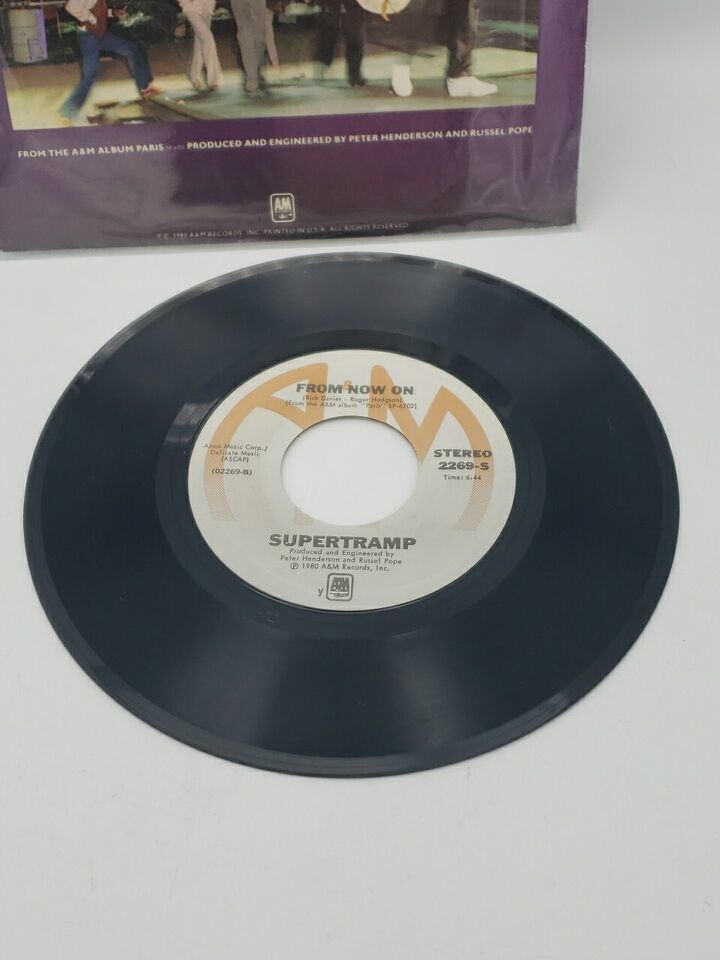 FROM THE A&M ALBUM PARIS SP-6702 PRODUCED AND ENGINEERED BY PETER HENDERSON AND RUSSEL POPE
A&M
℗ © 1980 A&M RECORDS, INC. PRINTED IN U.S.A. ALL RIGHTS RESERVED
A&M
FROM NOW ON
(Rick Davies - Roger Hodgson)
(From the A&M album "Paris" SP-6702)
Almo Music Corp./
Delicate Music
(ASCAP)
(02269-B)
STEREO
2269-S
Time: 6:44
SUPERTRAMP
Produced and Engineered by
Peter Henderson and Russel Pope
℗ 1980 A&M Records, Inc.
y A&M